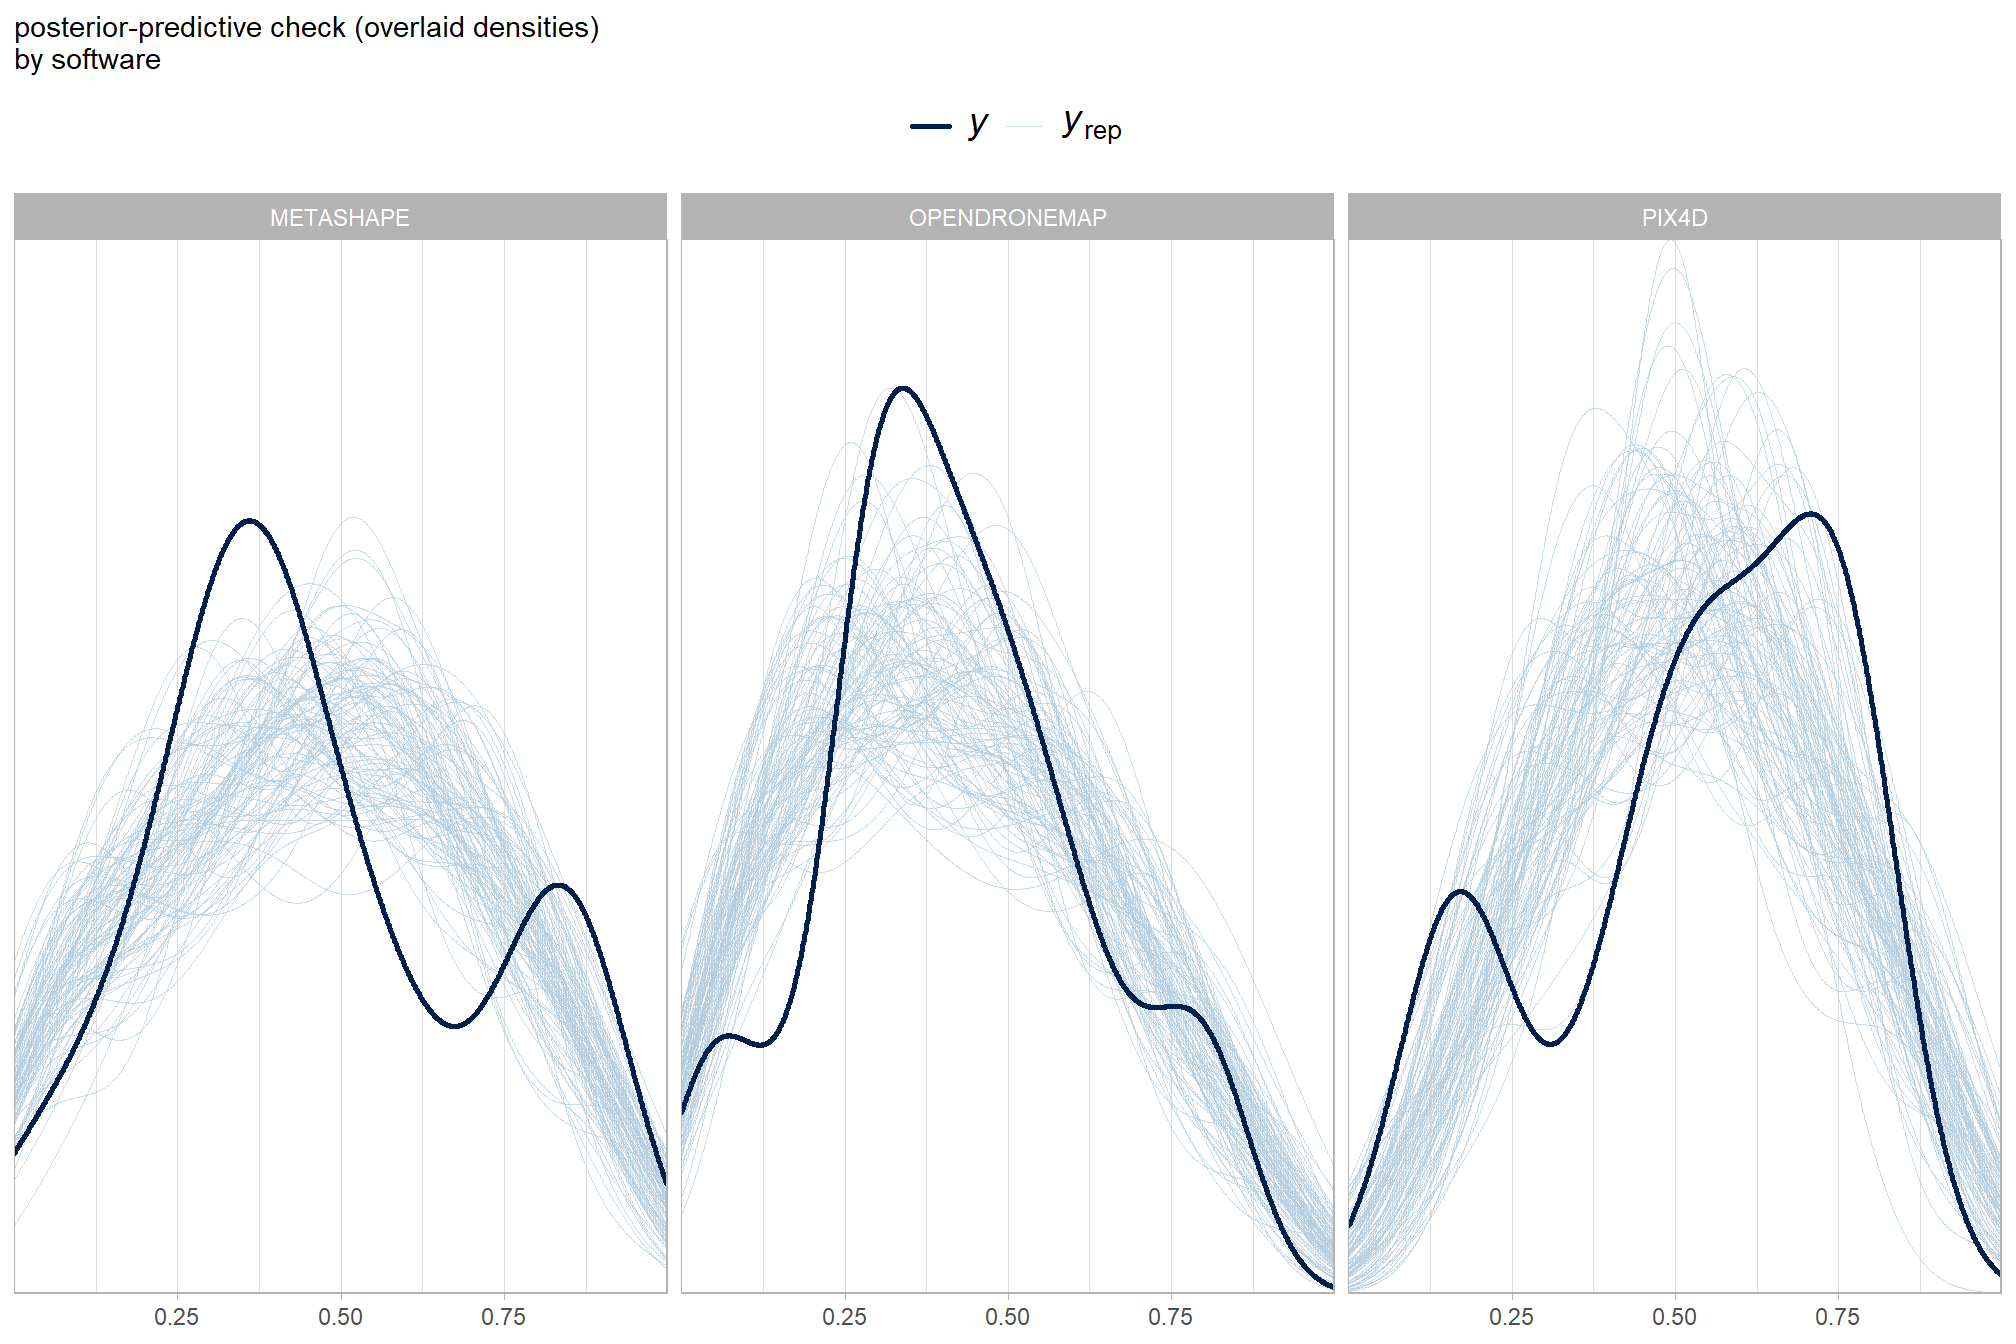 posterior-predictive check (overlaid densities)
by software
y y rep
METASHAPE OPENDRONEMAP PIX4D
0.25 0.50 0.75 0.25 0.50 0.75 0.25 0.50 0.75